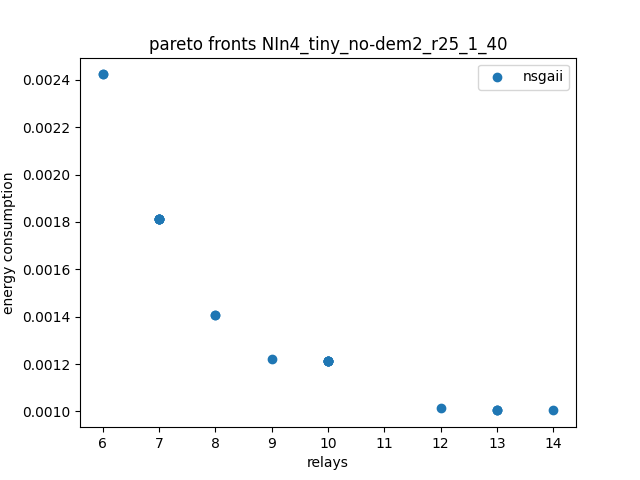 pareto fronts NIn4_tiny_no-dem2_r25_1_40
nsgaii
energy consumption
0.0024
0.0022
0.0020
0.0018
0.0016
0.0014
0.0012
0.0010
6 7 8 9 10 11 12 13 14
relays